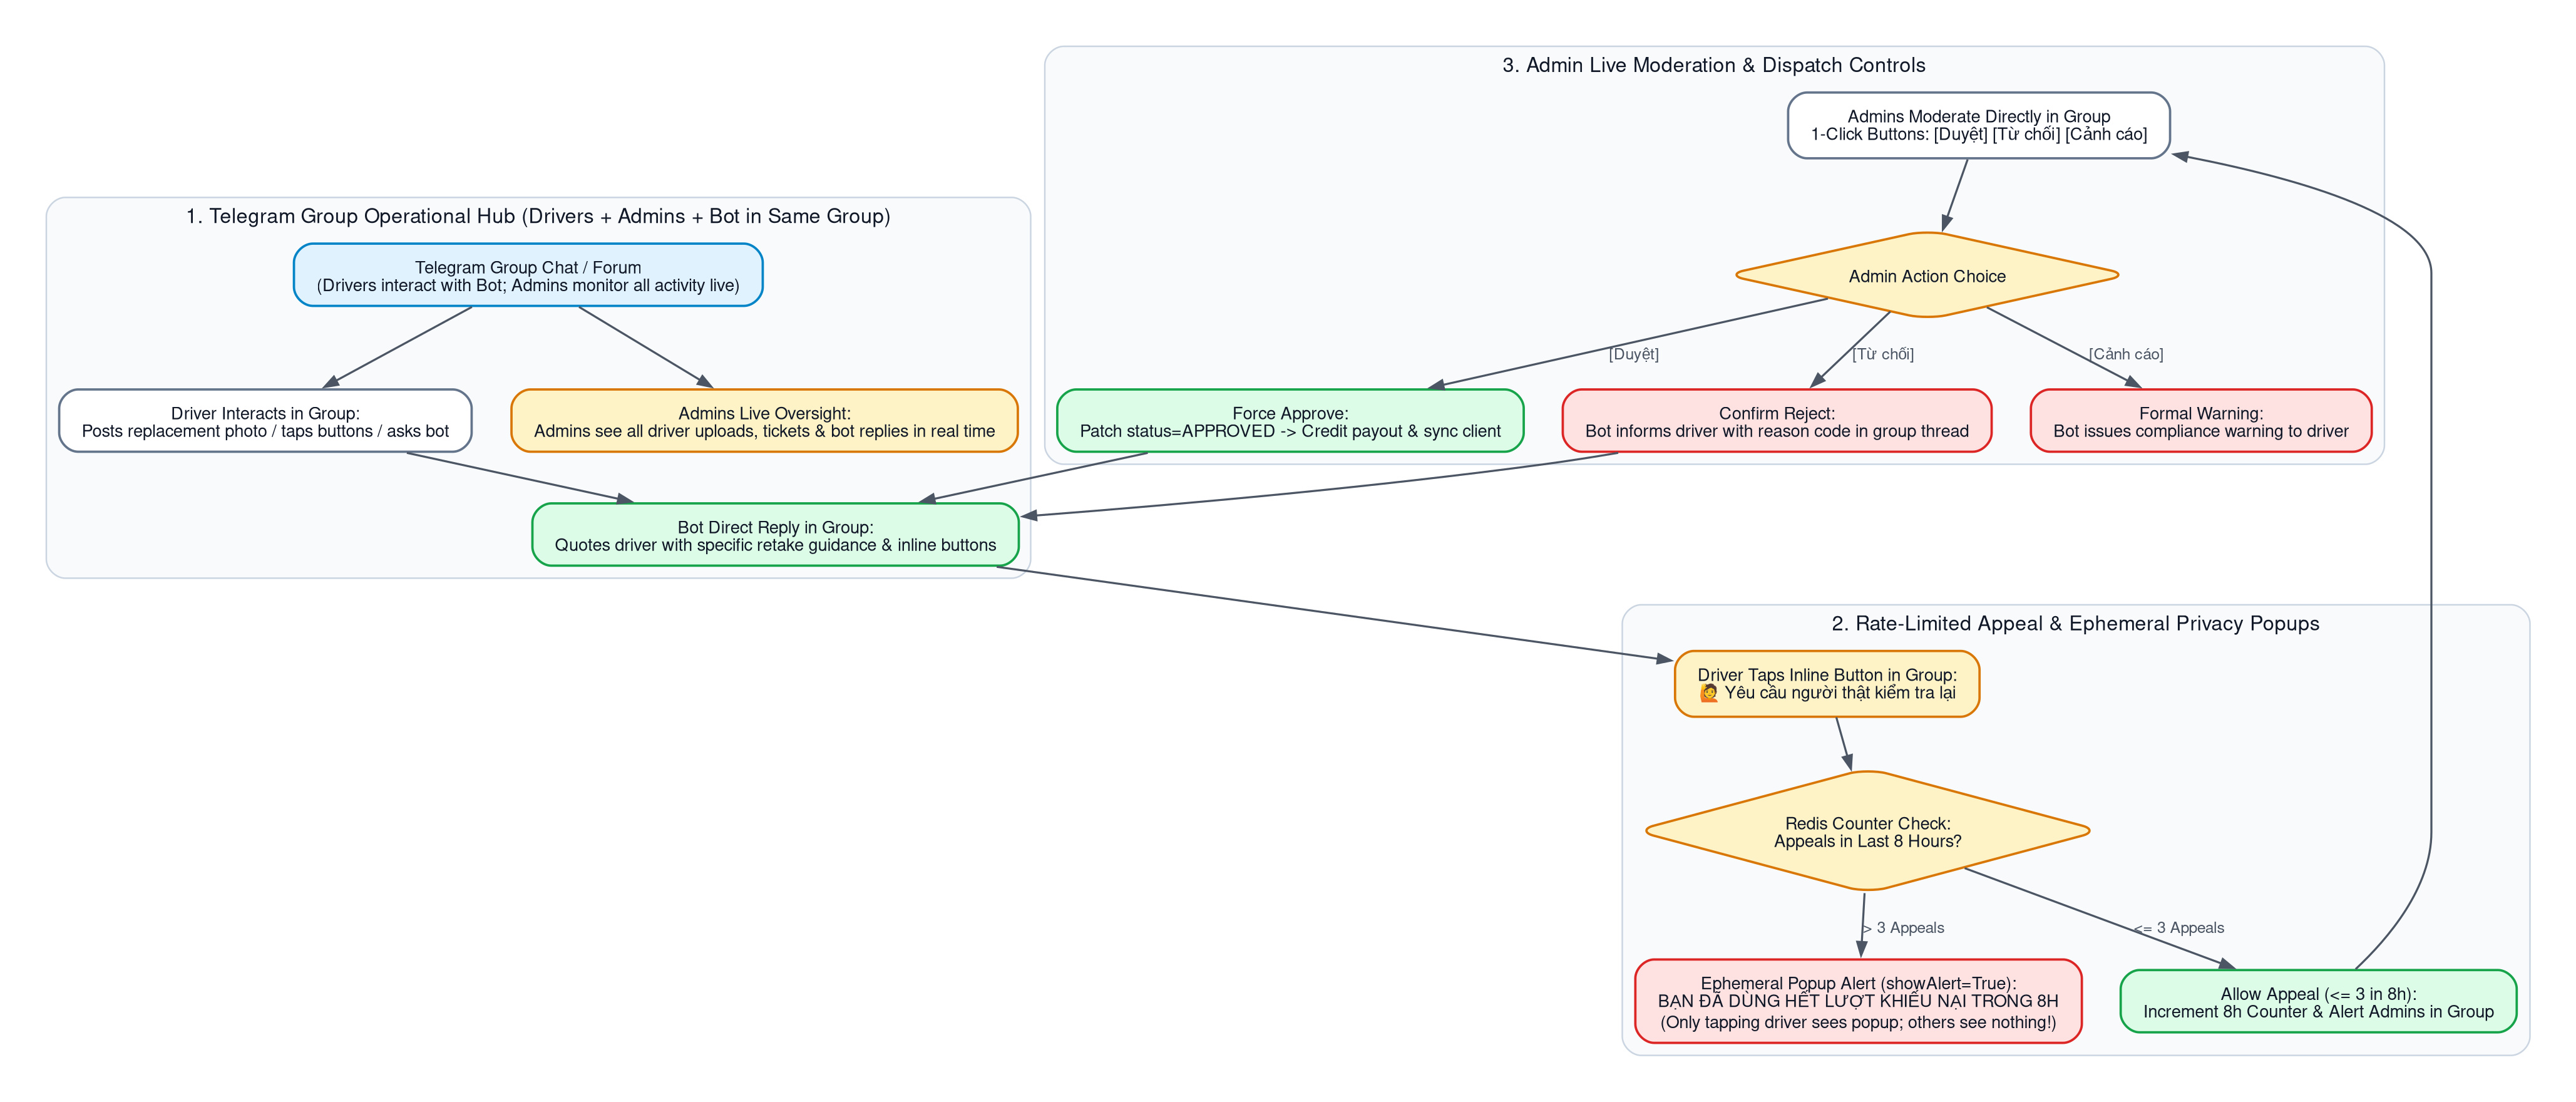 1. Telegram Group Operational Hub (Drivers + Admins + Bot in Same Group)
Telegram Group Chat / Forum
(Drivers interact with Bot; Admins monitor all activity live)
Driver Interacts in Group:
Posts replacement photo / taps buttons / asks bot
Admins Live Oversight:
Admins see all driver uploads, tickets & bot replies in real time
Bot Direct Reply in Group:
Quotes driver with specific retake guidance & inline buttons
3. Admin Live Moderation & Dispatch Controls
Admins Moderate Directly in Group
1-Click Buttons: [Duyệt] [Từ chối] [Cảnh cáo]
Admin Action Choice
[Duyệt]
[Từ chối]
[Cảnh cáo]
Force Approve:
Patch status=APPROVED -> Credit payout & sync client
Confirm Reject:
Bot informs driver with reason code in group thread
Formal Warning:
Bot issues compliance warning to driver
2. Rate-Limited Appeal & Ephemeral Privacy Popups
Driver Taps Inline Button in Group:
🙋 Yêu cầu người thật kiểm tra lại
Redis Counter Check:
Appeals in Last 8 Hours?
> 3 Appeals
<= 3 Appeals
Ephemeral Popup Alert (showAlert=True):
BẠN ĐÃ DÙNG HẾT LƯỢT KHIẾU NẠI TRONG 8H
(Only tapping driver sees popup; others see nothing!)
Allow Appeal (<= 3 in 8h):
Increment 8h Counter & Alert Admins in Group